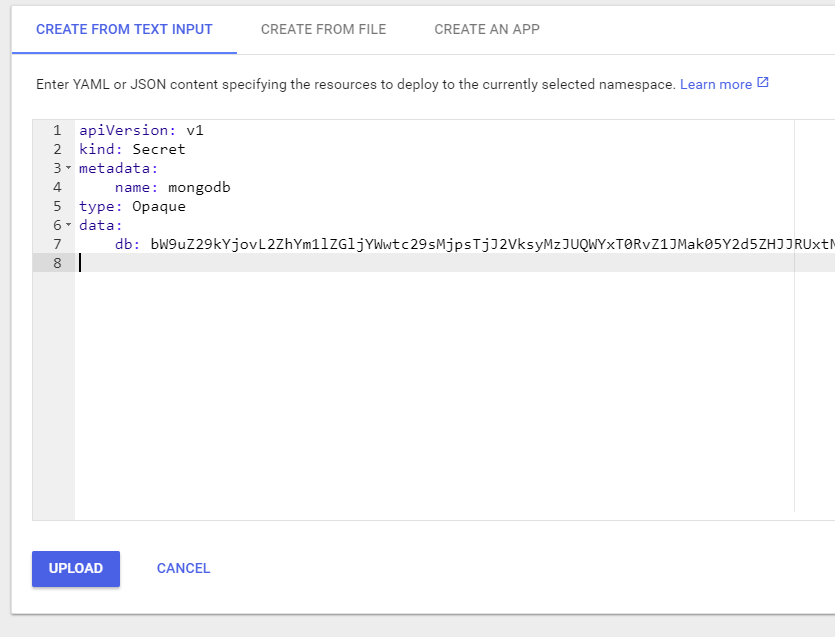 CREATE FROM TEXT INPUT CREATE FROM FILE CREATE AN APP
Enter YAML or JSON content specifying the resources to deploy to the currently selected namespace. Learn more
1 apiVersion: v1
2 kind: Secret
3 metadata:
4 name: mongodb
5 type: Opaque
6 data:
7 db: bW9uZ29kYjovL2ZhYm1lZGljYWwtc29sMjpsTjJ2VksyMzJUQWYxT0RvZ1JMak05Y2d5ZHJJRUxtN
8
UPLOAD CANCEL